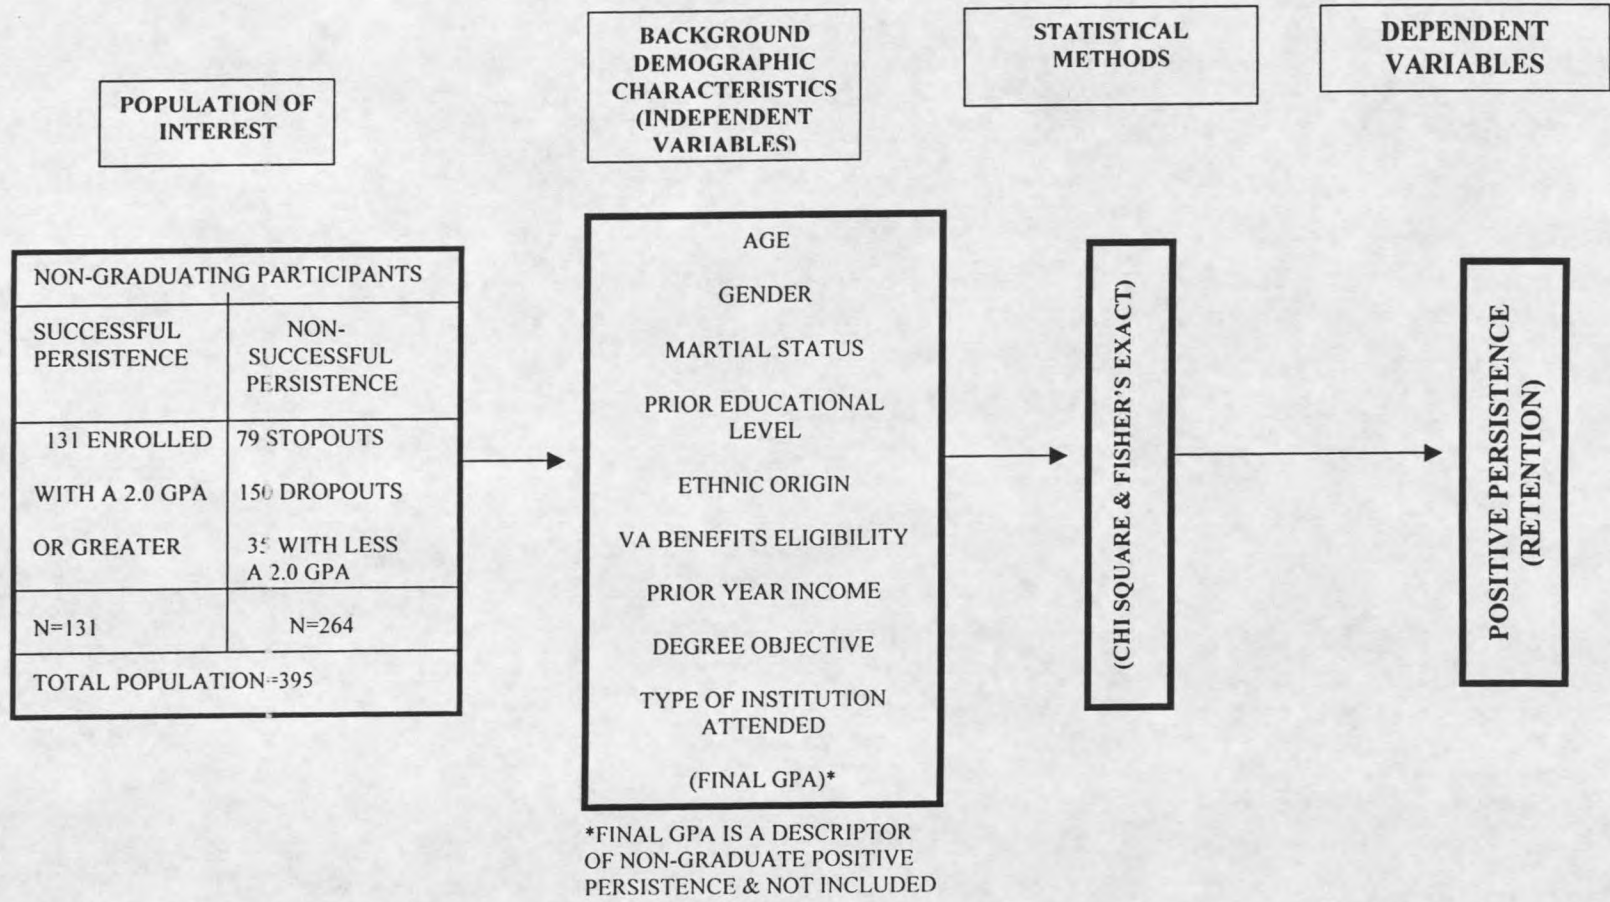 POPULATION OF
INTEREST
BACKGROUND
DEMOGRAPHIC
CHARACTERISTICS
(INDEPENDENT
VARIABLES)
STATISTICAL
METHODS
DEPENDENT
VARIABLES
NON-GRADUATING PARTICIPANTS
SUCCESSFUL
PERSISTENCE
NON-
SUCCESSFUL
PERSISTENCE
131 ENROLLED
WITH A 2.0 GPA
OR GREATER
79 STOPOUTS
150 DROPOUTS
35 WITH LESS
A 2.0 GPA
N=131
N=264
TOTAL POPULATION=395
AGE
GENDER
MARTIAL STATUS
PRIOR EDUCATIONAL
LEVEL
ETHNIC ORIGIN
VA BENEFITS ELIGIBILITY
PRIOR YEAR INCOME
DEGREE OBJECTIVE
TYPE OF INSTITUTION
ATTENDED
(FINAL GPA)*
*FINAL GPA IS A DESCRIPTOR
OF NON-GRADUATE POSITIVE
PERSISTENCE & NOT INCLUDED
(CHI SQUARE & FISHER'S EXACT)
POSITIVE PERSISTENCE
(RETENTION)